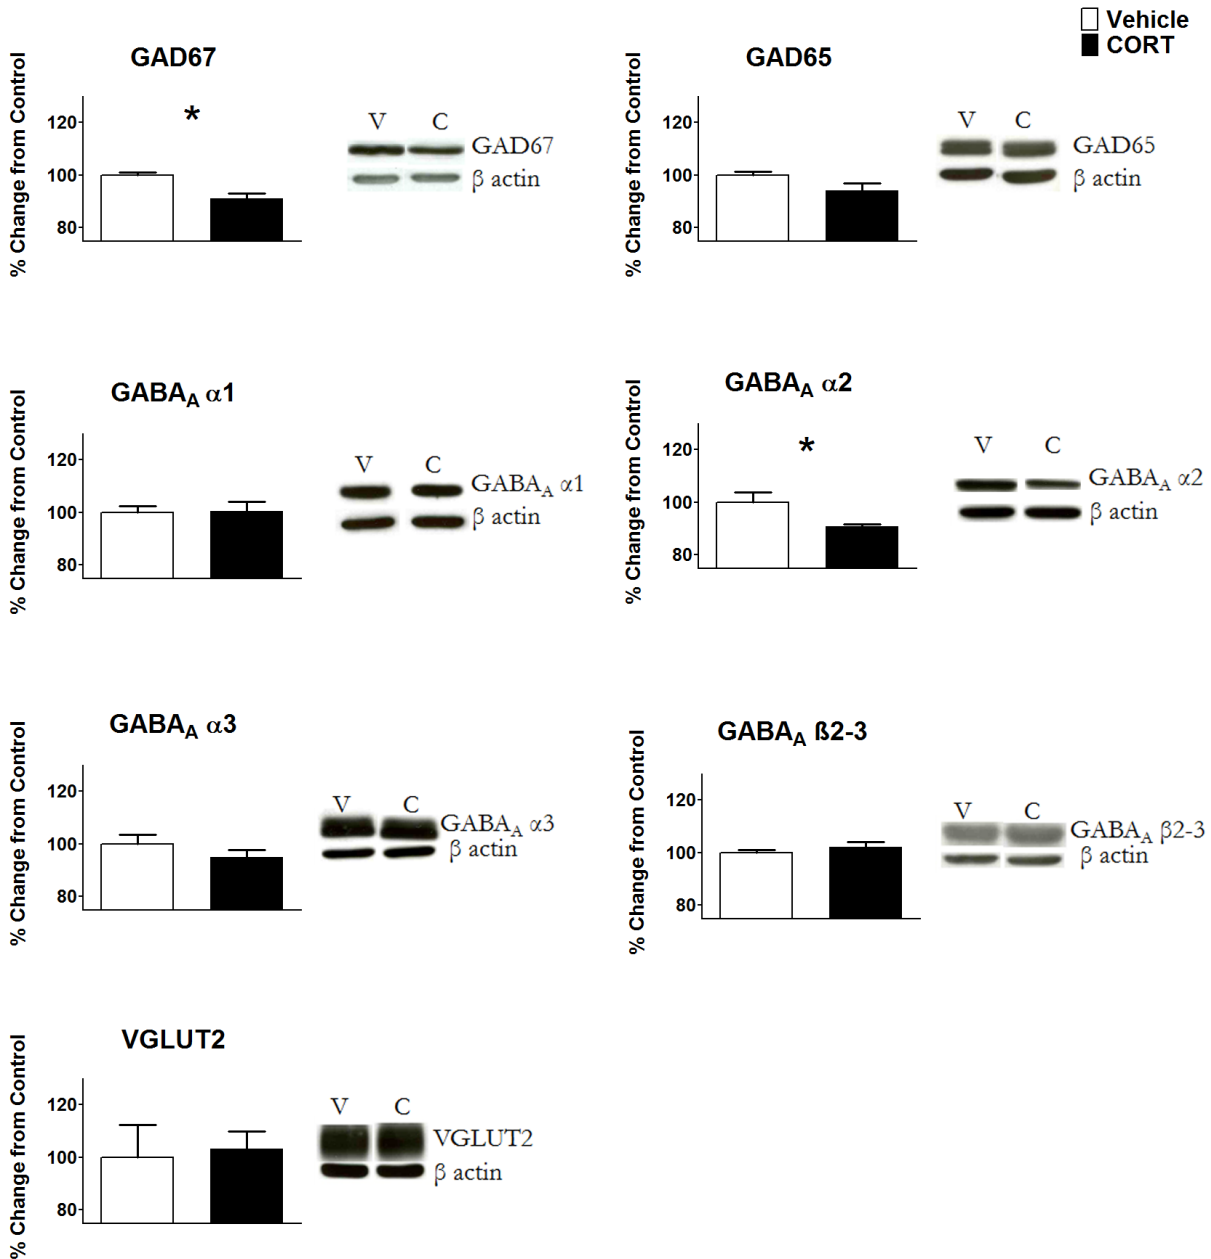 Vehicle
CORT
GAD67
% Change from Control
120
100
80
*
V C
GAD67
β actin
GAD65
% Change from Control
120
100
80
V C
GAD65
β actin
GABAA α1
% Change from Control
120
100
80
V C
GABAA α1
β actin
GABAA α2
% Change from Control
120
100
80
*
V C
GABAA α2
β actin
GABAA α3
% Change from Control
120
100
80
V C
GABAA α3
β actin
GABAA ß2-3
% Change from Control
120
100
80
V C
GABAA β2-3
β actin
VGLUT2
% Change from Control
120
100
80
V C
VGLUT2
β actin